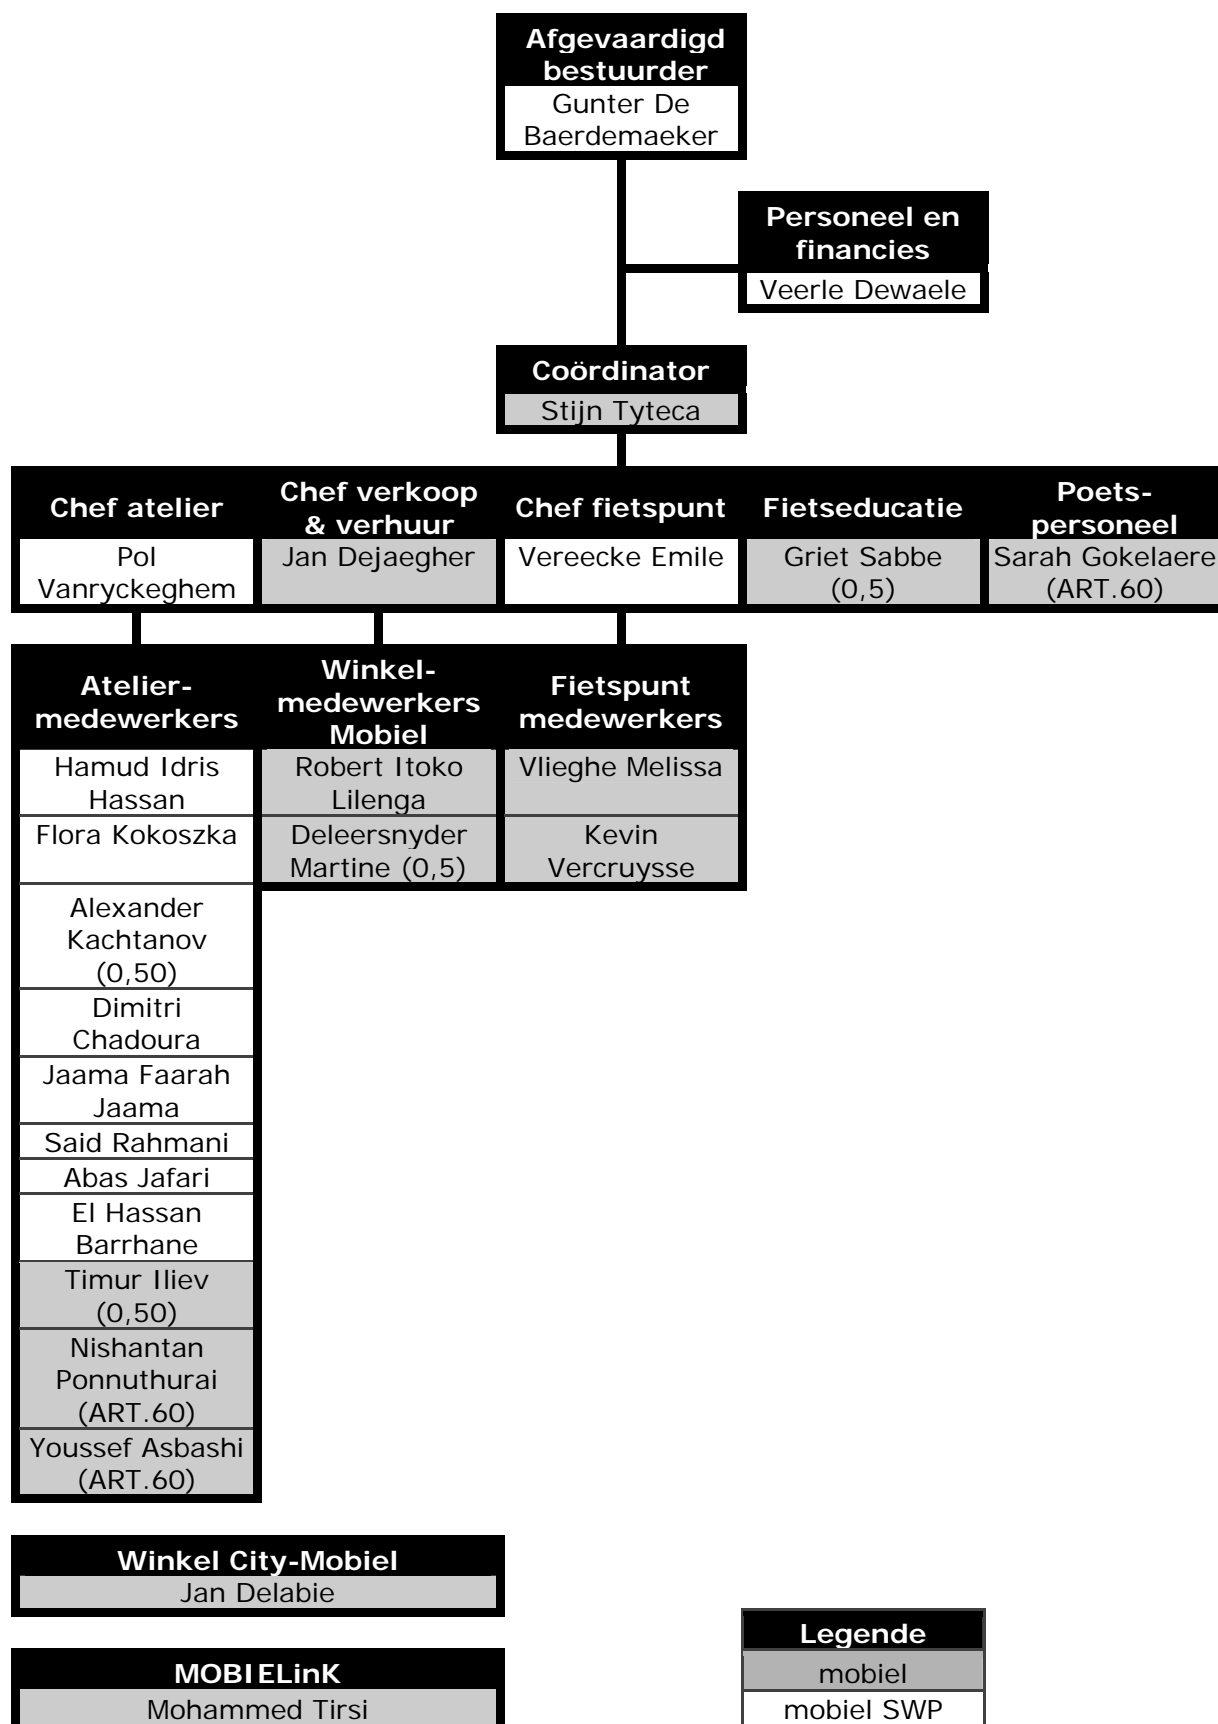 Afgevaardigd
bestuurder
Gunter De
Baerdemaeker
Personeel en
financies
Veerle Dewaele
Coördinator
Stijn Tyteca
Chef atelier
Pol
Vanryckeghem
Chef verkoop
& verhuur
Jan Dejaegher
Chef fietspunt
Vereecke Emile
Fietseducatie
Griet Sabbe
(0,5)
Poets-
personeel
Sarah Gokelaere
(ART.60)
Atelier-
medewerkers
Hamud Idris
Hassan
Flora Kokoszka
Alexander
Kachtanov
(0,50)
Dimitri
Chadoura
Jaama Faarah
Jaama
Said Rahmani
Abas Jafari
El Hassan
Barrhane
Timur Iliev
(0,50)
Nishantan
Ponnuthurai
(ART.60)
Youssef Asbashi
(ART.60)
Winkel-
medewerkers
Mobiel
Robert Itoko
Lilenga
Deleersnyder
Martine (0,5)
Fietspunt
medewerkers
Vlieghe Melissa
Kevin
Vercruysse
Winkel City-Mobiel
Jan Delabie
MOBIELinK
Mohammed Tirsi
Legende
mobiel
mobiel SWP